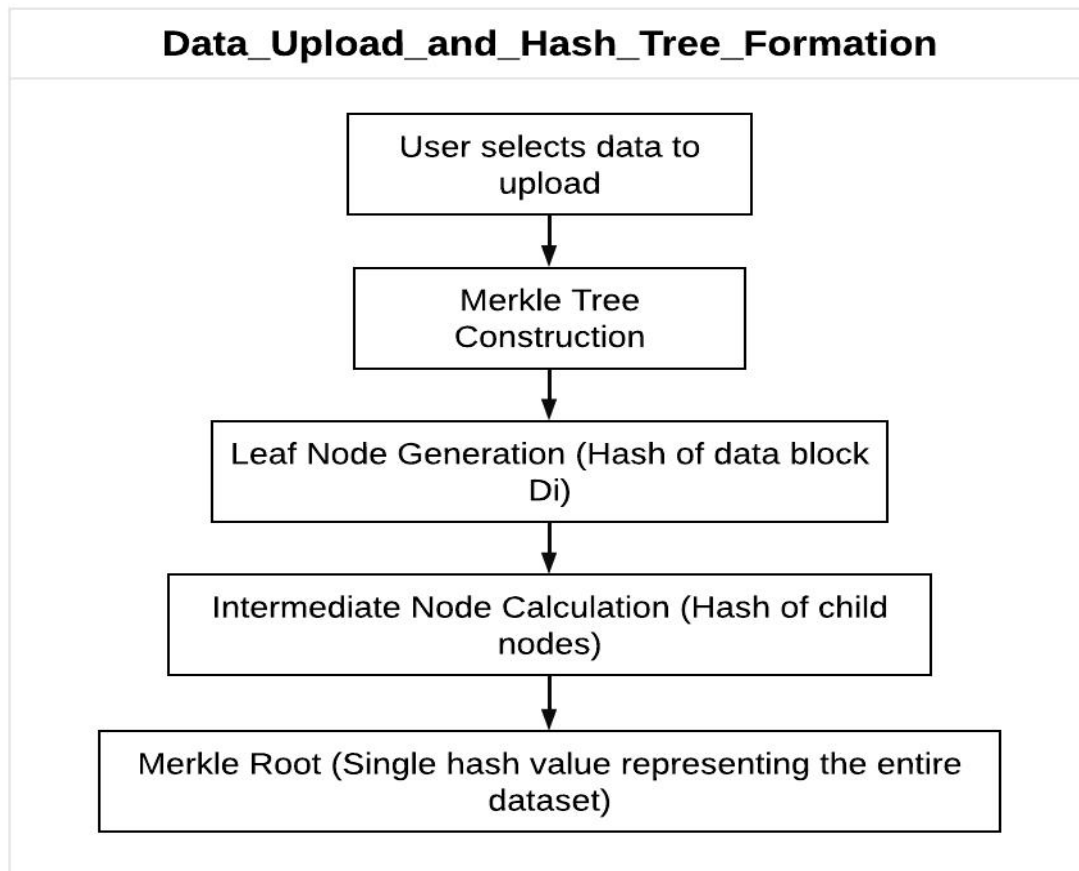 Data_Upload_and_Hash_Tree_Formation
User selects data to
upload
Merkle Tree
Construction
Leaf Node Generation (Hash of data block
Di)
Intermediate Node Calculation (Hash of child
nodes)
Merkle Root (Single hash value representing the entire
dataset)